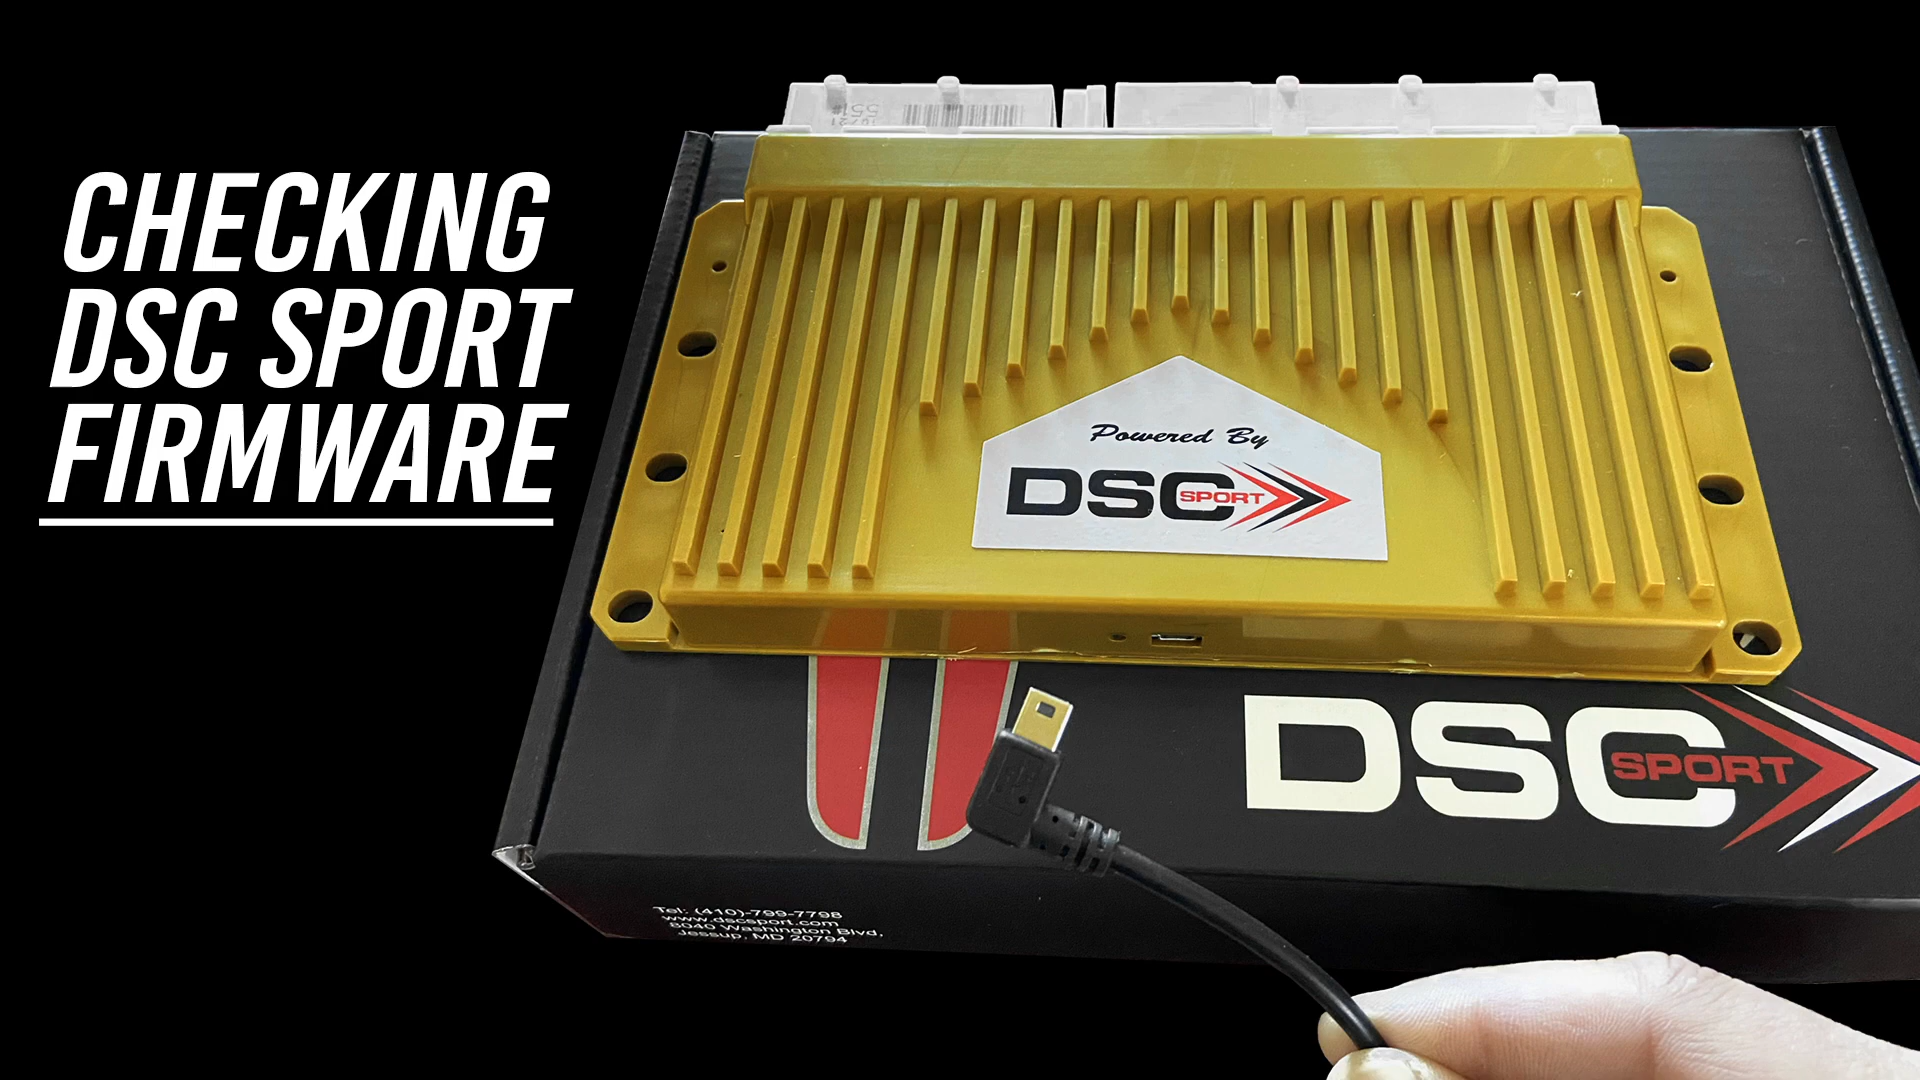 CHECKING
DSC SPORT
FIRMWARE
Powered By
DSC SPORT
DSC SPORT
Tel: (410)-799-7798
www.dscsport.com
8040 Washington Blvd,
Jessup, MD 20794